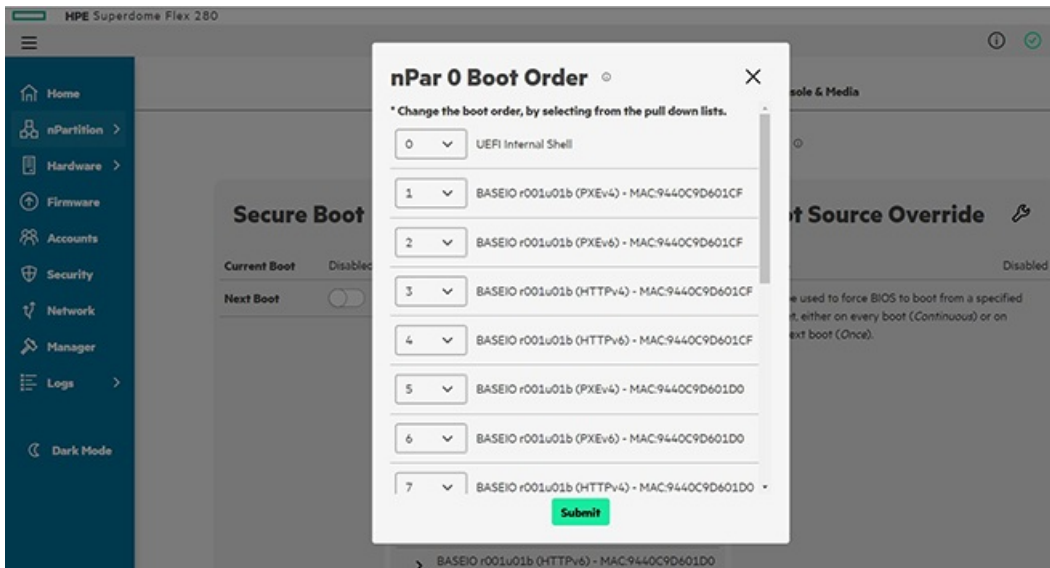 HPE Superdome Flex 280
Home
nPartition
Hardware
Firmware
Accounts
Security
Network
Manager
Logs
Dark Mode
nPar 0 Boot Order
* Change the boot order, by selecting from the pull down lists.
0 UEFI Internal Shell
1 BASEIO r001u01b (PXEv4) - MAC:9440C9D601CF
2 BASEIO r001u01b (PXEv6) - MAC:9440C9D601CF
3 BASEIO r001u01b (HTTPv4) - MAC:9440C9D601CF
4 BASEIO r001u01b (HTTPv6) - MAC:9440C9D601CF
5 BASEIO r001u01b (PXEv4) - MAC:9440C9D601D0
6 BASEIO r001u01b (PXEv6) - MAC:9440C9D601D0
7 BASEIO r001u01b (HTTPv4) - MAC:9440C9D601D0
Submit
sole & Media
Secure Boot
Current Boot Disabled
Next Boot
t Source Override
Disabled
e used to force BIOS to boot from a specified
t, either on every boot (Continuous) or on
ext boot (Once).
BASEIO r001u01b (HTTPv6) - MAC:9440C9D601D0